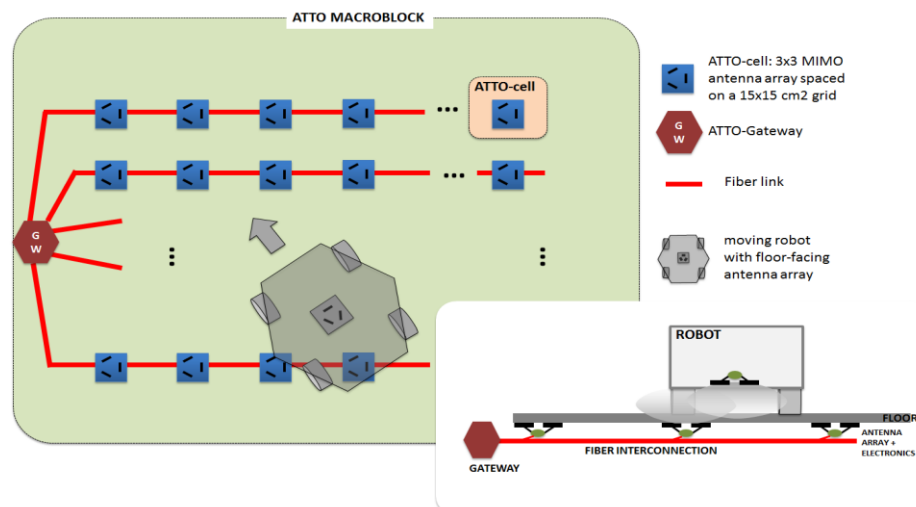 ATTO MACROBLOCK
ATTO-cell
ATTO-cell: 3x3 MIMO
antenna array spaced
on a 15x15 cm2 grid
G
W
ATTO-Gateway
Fiber link
G
W
moving robot
with floor-facing
antenna array
ROBOT
FLOOR
ANTENNA
ARRAY +
ELECTRONICS
FIBER INTERCONNECTION
GATEWAY